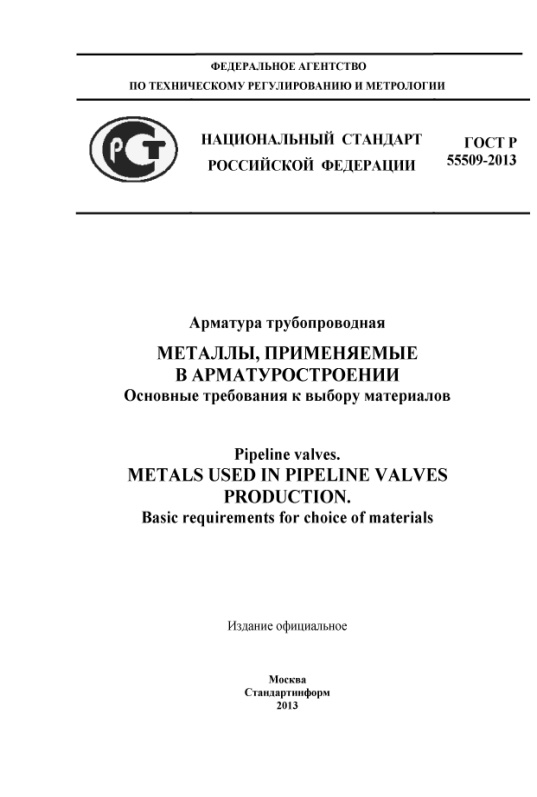 ФЕДЕРАЛЬНОЕ АГЕНТСТВО
ПО ТЕХНИЧЕСКОМУ РЕГУЛИРОВАНИЮ И МЕТРОЛОГИИ
РСТ
НАЦИОНАЛЬНЫЙ СТАНДАРТ
РОССИЙСКОЙ ФЕДЕРАЦИИ
ГОСТ Р
55509-2013
Арматура трубопроводная
МЕТАЛЛЫ, ПРИМЕНЯЕМЫЕ
В АРМАТУРОСТРОЕНИИ
Основные требования к выбору материалов
Pipeline valves.
METALS USED IN PIPELINE VALVES
PRODUCTION.
Basic requirements for choice of materials
Издание официальное
Москва
Стандартинформ
2013